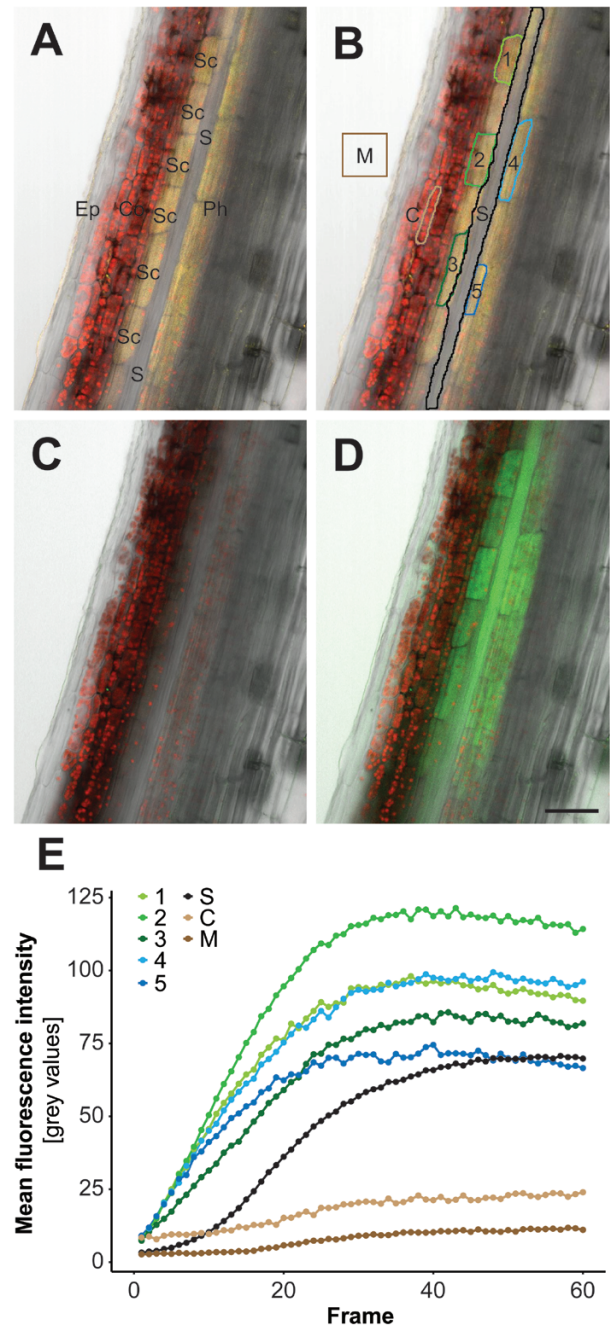 A
Sc
Sc
S
Sc
Ep Co Sc Ph
Sc
Sc
S
B
1
M
2 4
C S
3
5
C
D
E
1 S
2 C
3 M
4
5
125
100
75
50
25
0
Mean fluorescence intensity
[grey values]
0 20 40 60
Frame